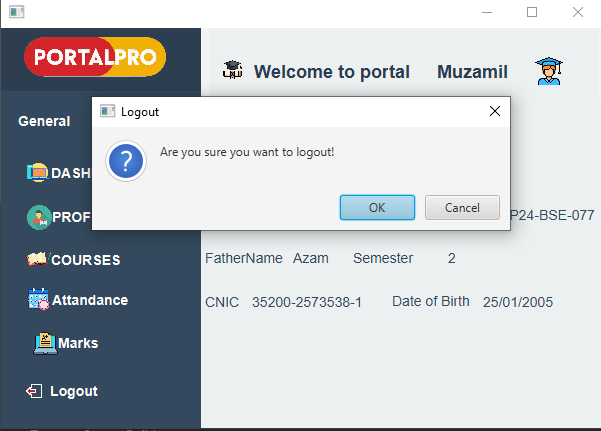 PORTALPRO
Welcome to portal Muzamil
General
Logout
Are you sure you want to logout!
OK Cancel
DASH
PROF
P24-BSE-077
COURSES
FatherName Azam Semester 2
Attandance
CNIC 35200-2573538-1 Date of Birth 25/01/2005
Marks
Logout